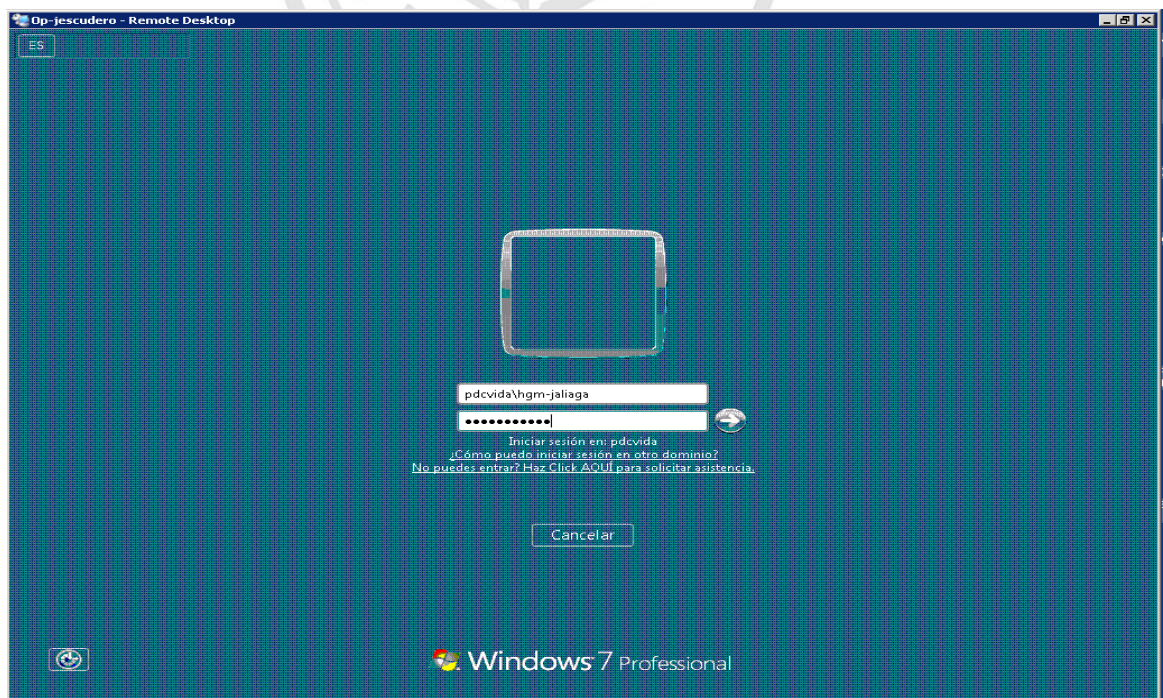 Op-jescudero - Remote Desktop
ES
pdcvida\hgm-jaliaga
•••••••••••
Iniciar sesión en: pdcvida
¿Cómo puedo iniciar sesión en otro dominio?
No puedes entrar? Haz Click AQUÍ para solicitar asistencia.
Cancelar
Windows 7 Professional